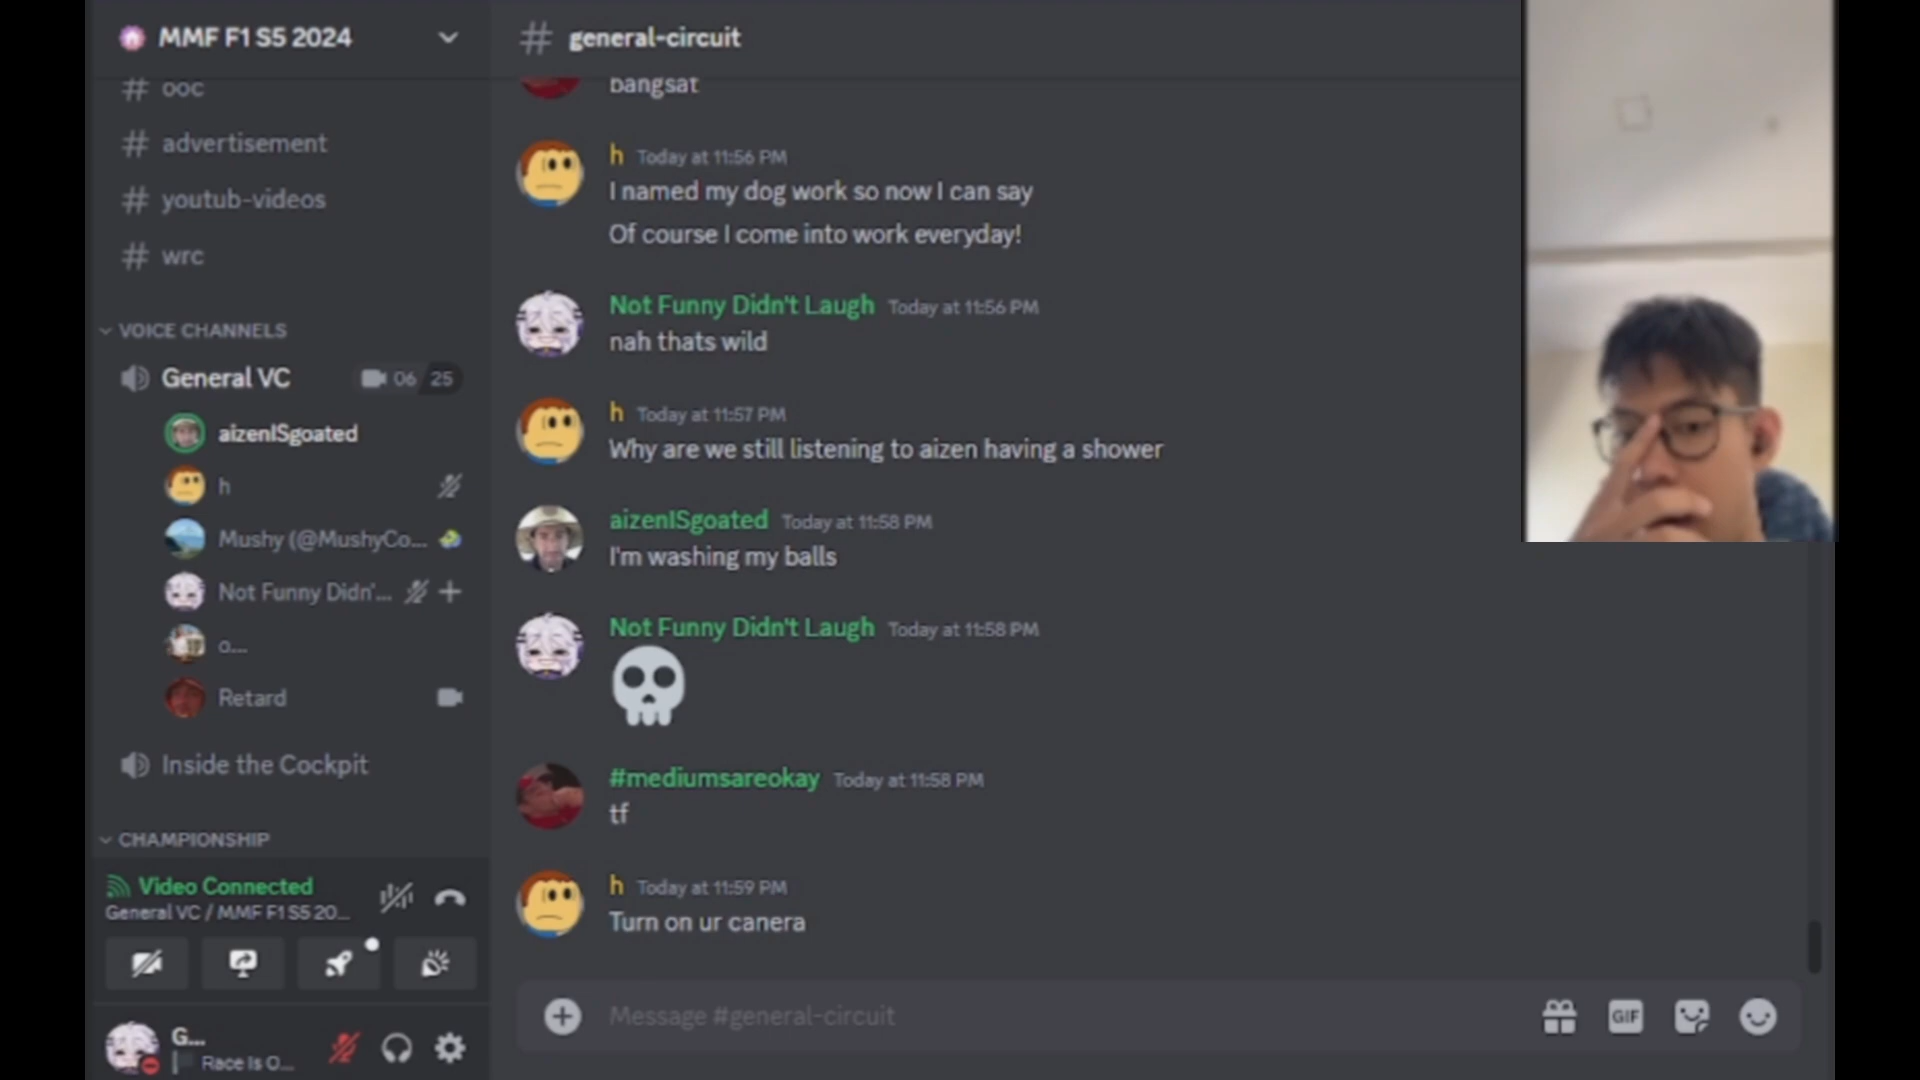 MMF F1 S5 2024
ooc
advertisement
youtub-videos
wrc
VOICE CHANNELS
General VC 06 25
aizenISgoated
h
Mushy (@MushyCo...
Not Funny Didn'...
o...
Retard
Inside the Cockpit
CHAMPIONSHIP
Video Connected
General VC / MMF F1 S5 20...
G...
Race Is O...
# general-circuit
bangsat
h Today at 11:56 PM
I named my dog work so now I can say
Of course I come into work everyday!
Not Funny Didn't Laugh Today at 11:56 PM
nah thats wild
h Today at 11:57 PM
Why are we still listening to aizen having a shower
aizenISgoated Today at 11:58 PM
I'm washing my balls
Not Funny Didn't Laugh Today at 11:58 PM
#mediumsareokay Today at 11:58 PM
tf
h Today at 11:59 PM
Turn on ur canera
Message #general-circuit
GIF